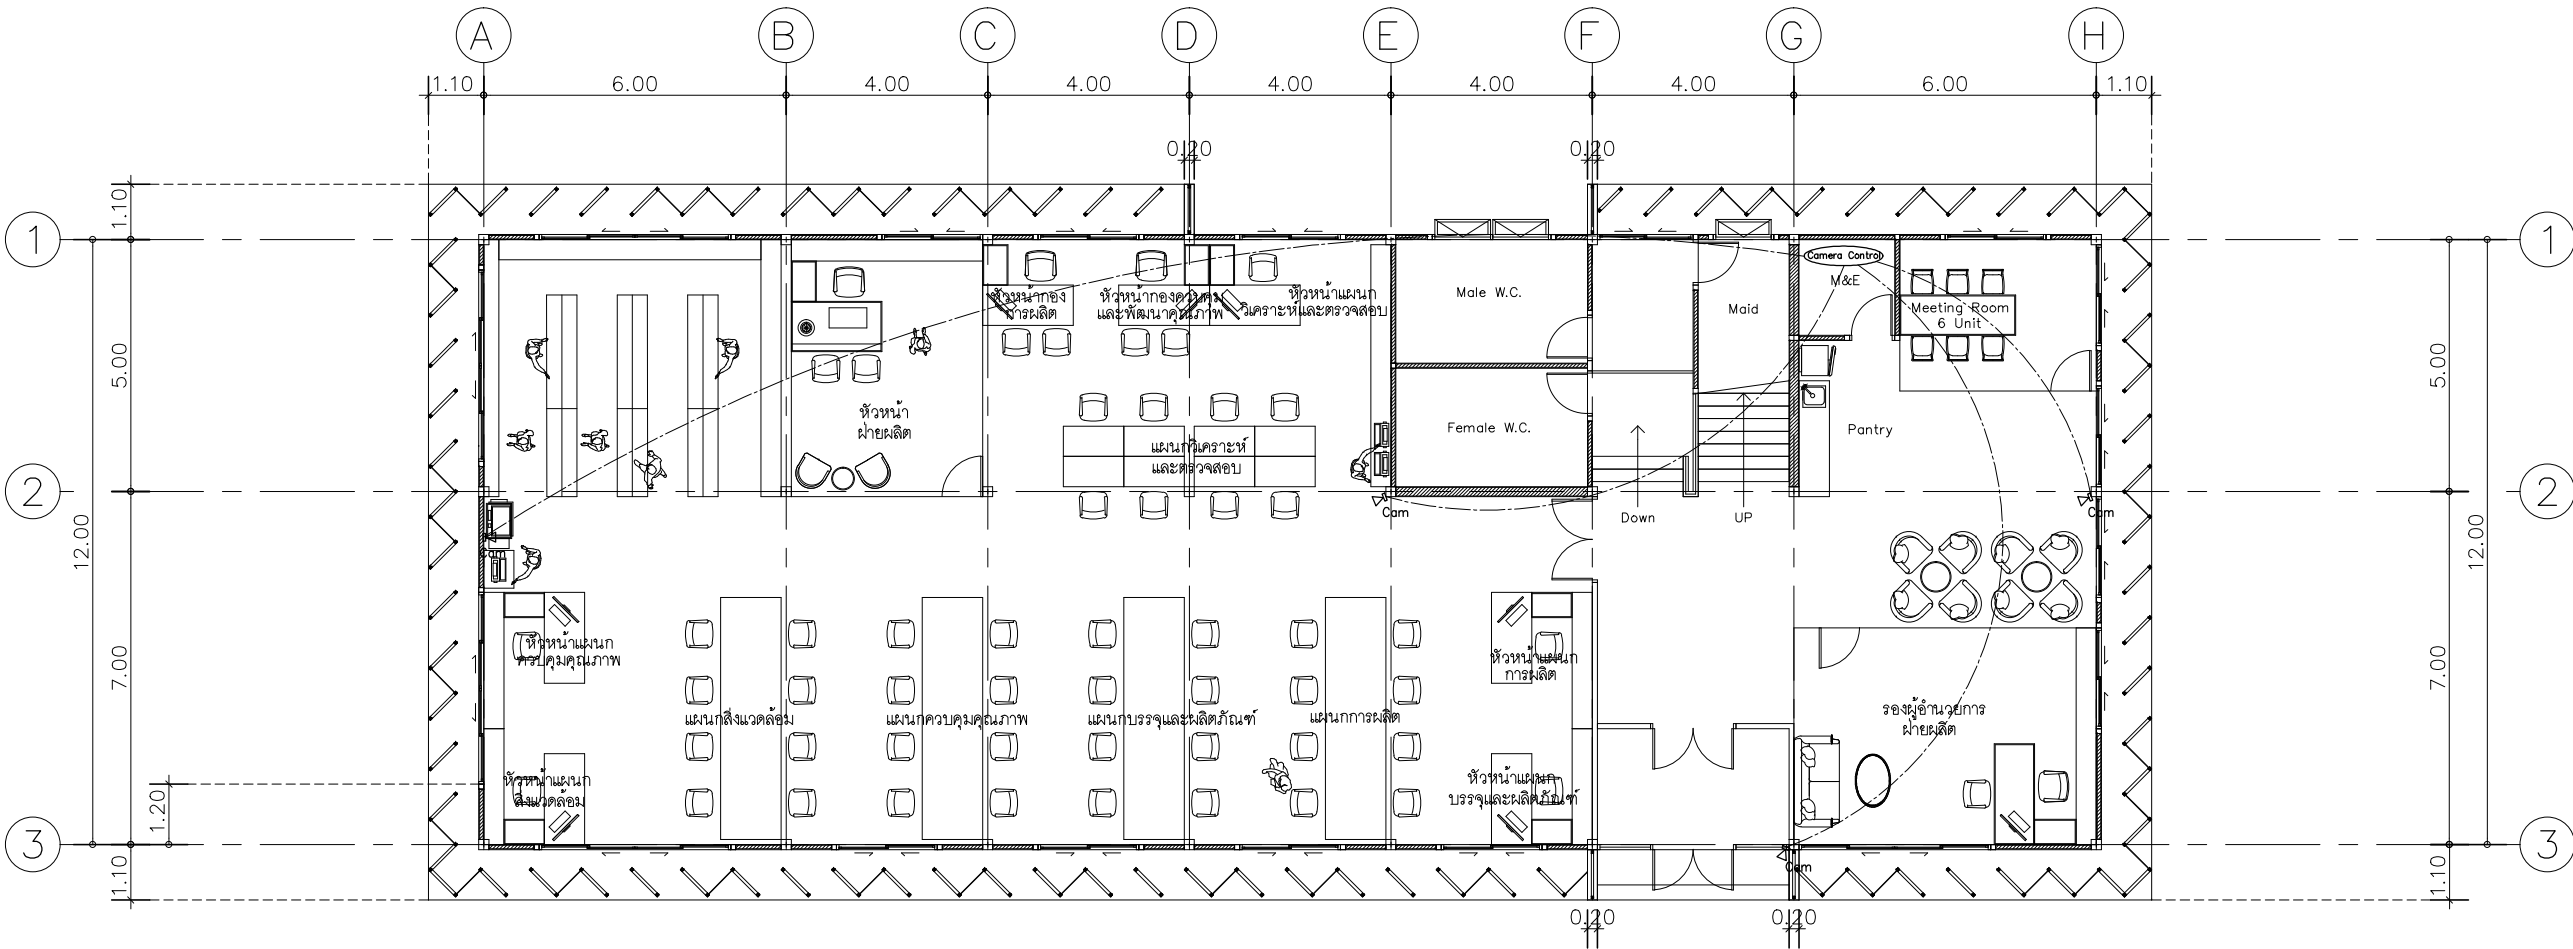 A B C D E F G H
1.10 6.00 4.00 4.00 4.00 4.00 4.00 6.00 1.10
0.20 0.20
1.10 1
1
Camera Control
M&E
Meeting Room
6 Unit
Male W.C.
Maid
หัวหน้ากอง
การผลิต
หัวหน้ากองควบคุม
และพัฒนาคุณภาพ
หัวหน้าแผนก
วิเคราะห์และตรวจสอบ
5.00 5.00
หัวหน้า
ฝ่ายผลิต
Female W.C.
Pantry
แผนกวิเคราะห์
และตรวจสอบ
2 2
Cam Down UP Cam
Cam
12.00 12.00
หัวหน้าแผนก
ควบคุมคุณภาพ
หัวหน้าแผนก
การผลิต
7.00 7.00
แผนกสิ่งแวดล้อม แผนกควบคุมคุณภาพ แผนกบรรจุและผลิตภัณฑ์ แผนกการผลิต
รองผู้อำนวยการ
ฝ่ายผลิต
หัวหน้าแผนก
สิ่งแวดล้อม
หัวหน้าแผนก
บรรจุและผลิตภัณฑ์
1.20
3 3
Cam
1.10 1.10
0.20 0.20